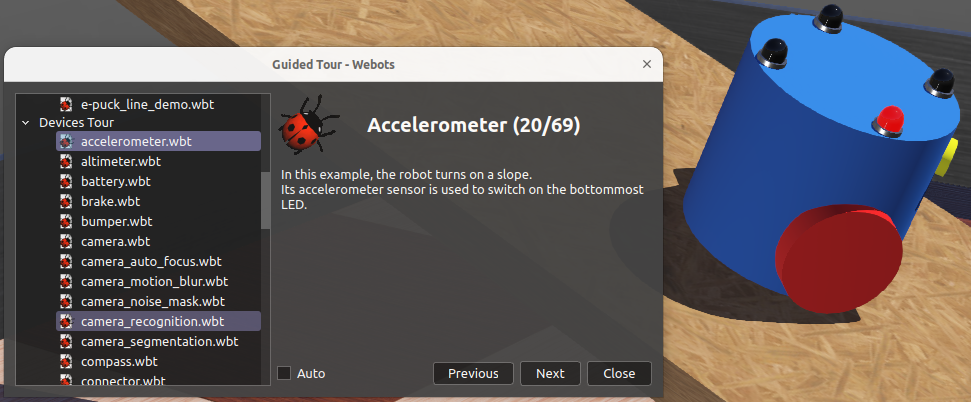 Guided Tour - Webots
e-puck_line_demo.wbt
Devices Tour
accelerometer.wbt
altimeter.wbt
battery.wbt
brake.wbt
bumper.wbt
camera.wbt
camera_auto_focus.wbt
camera_motion_blur.wbt
camera_noise_mask.wbt
camera_recognition.wbt
camera_segmentation.wbt
compass.wbt
connector.wbt
Accelerometer (20/69)
In this example, the robot turns on a slope.
Its accelerometer sensor is used to switch on the bottommost
LED.
Auto
Previous
Next
Close